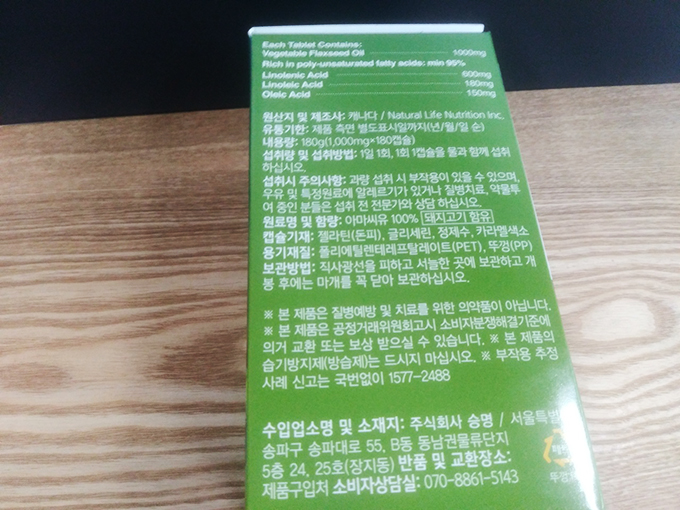 Each Tablet Contains:
Vegetable Flaxseed Oil 1000mg
Rich in poly-unsaturated fatty acids: min 95%
Linolenic Acid 600mg
Linoleic Acid 180mg
Oleic Acid 150mg
원산지 및 제조사: 캐나다 / Natural Life Nutrition Inc.
유통기한: 제품 측면 별도표시일까지(년/월/일 순)
내용량: 180g(1,000mg×180캡슐)
섭취량 및 섭취방법: 1일 1회, 1회 1캡슐을 물과 함께 섭취
하십시오.
섭취시 주의사항: 과량 섭취 시 부작용이 있을 수 있으며,
우유 및 특정원료에 알레르기가 있거나 질병치료, 약물투
여 중인 분들은 섭취 전 전문가와 상담 하십시오.
원료명 및 함량: 아마씨유 100% 돼지고기 함유
캡슐기재: 젤라틴(돈피), 글리세린, 정제수, 카라멜색소
용기재질: 폴리에틸렌테레프탈레이트(PET), 뚜껑(PP)
보관방법: 직사광선을 피하고 서늘한 곳에 보관하고 개
봉 후에는 마개를 꼭 닫아 보관하십시오.
※ 본 제품은 질병예방 및 치료를 위한 의약품이 아닙니다.
※ 본 제품은 공정거래위원회고시 소비자분쟁해결기준에
의거 교환 또는 보상 받으실 수 있습니다. ※ 본 제품의
습기방지제(방습제)는 드시지 마십시오. ※ 부작용 추정
사례 신고는 국번없이 1577-2488
수입업소명 및 소재지: 주식회사 승명 / 서울특별
송파구 송파대로 55, B동 동남권물류단지
5층 24, 25호(장지동) 반품 및 교환장소:
제품구입처 소비자상담실: 070-8861-5143